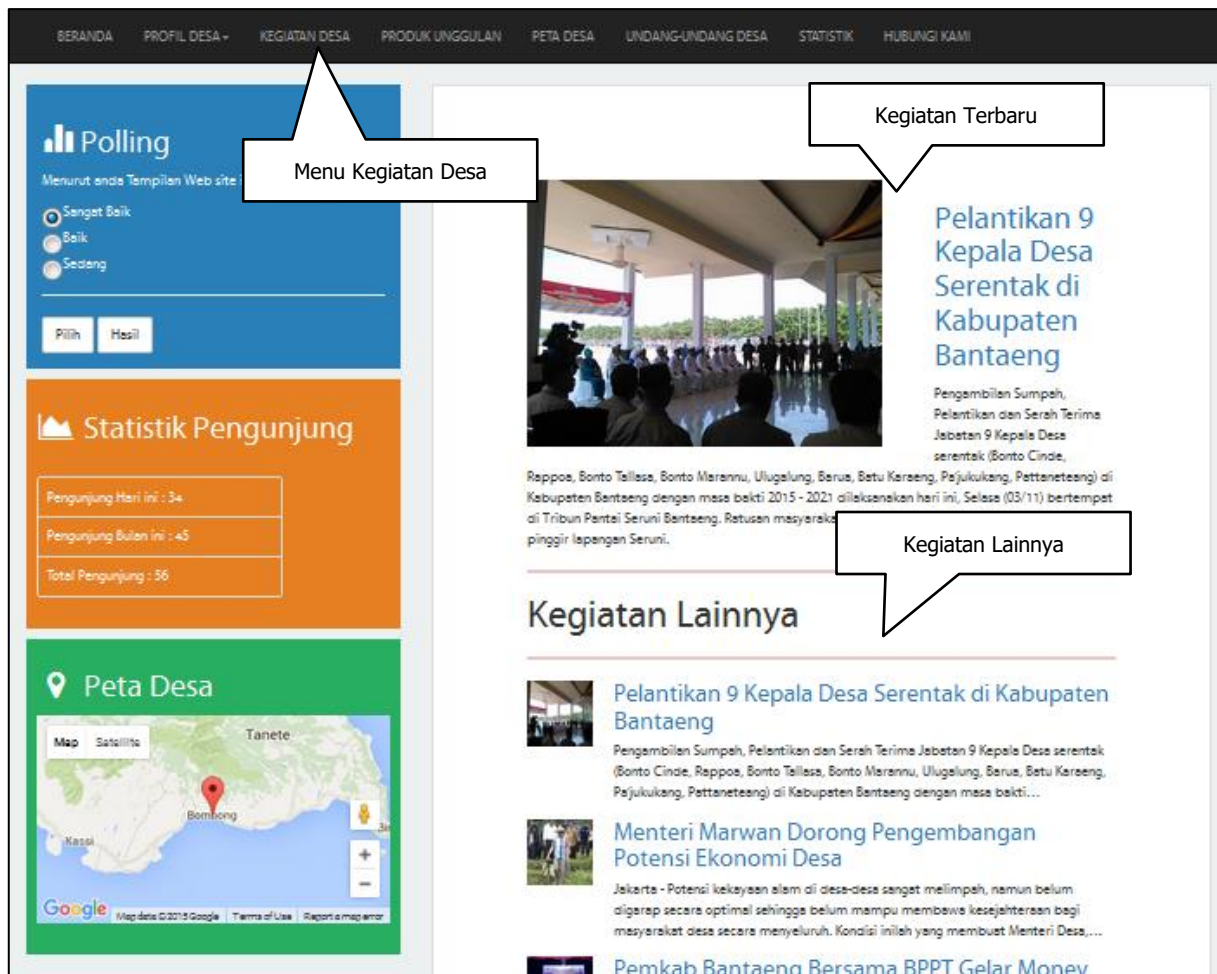 BERANDA PROFIL DESA KEGIATAN DESA PRODUK UNGGULAN PETA DESA UNDANG-UNDANG DESA STATISTIK HUBUNGI KAMI
Menu Kegiatan Desa
Kegiatan Terbaru
Polling
Menurut anda Tampilan Web site
Sangat Baik
Baik
Sedang
Pilih Hasil
Statistik Pengunjung
Pengunjung Hari ini : 34
Pengunjung Bulan ini : 45
Total Pengunjung : 56
Peta Desa
Map Satellite
Tanete
Bombong
Kassi
Google Map data ©2015 Google Terms of Use Report a map error
Pelantikan 9
Kepala Desa
Serentak di
Kabupaten
Bantaeng
Pengambilan Sumpah,
Pelantikan dan Serah Terima
Jabatan 9 Kepala Desa
serentak (Bonto Cinde,
Rappoa, Bonto Tallasa, Bonto Marannu, Ulugalung, Barua, Batu Karaeng, Pa'jukukang, Pattaneteang) di
Kabupaten Bantaeng dengan masa bakti 2015 - 2021 dilaksanakan hari ini, Selasa (03/11) bertempat
di Tribun Pantai Seruni Bantaeng. Ratusan masyarakat
pinggir lapangan Seruni.
Kegiatan Lainnya
Kegiatan Lainnya
Pelantikan 9 Kepala Desa Serentak di Kabupaten
Bantaeng
Pengambilan Sumpah, Pelantikan dan Serah Terima Jabatan 9 Kepala Desa serentak
(Bonto Cinde, Rappoa, Bonto Tallasa, Bonto Marannu, Ulugalung, Barua, Batu Karaeng,
Pa'jukukang, Pattaneteang) di Kabupaten Bantaeng dengan masa bakti…
Menteri Marwan Dorong Pengembangan
Potensi Ekonomi Desa
Jakarta - Potensi kekayaan alam di desa-desa sangat melimpah, namun belum
digarap secara optimal sehingga belum mampu membawa kesejahteraan bagi
masyarakat desa secara menyeluruh. Kondisi inilah yang membuat Menteri Desa,…
Pemkab Bantaeng Bersama BPPT Gelar Money